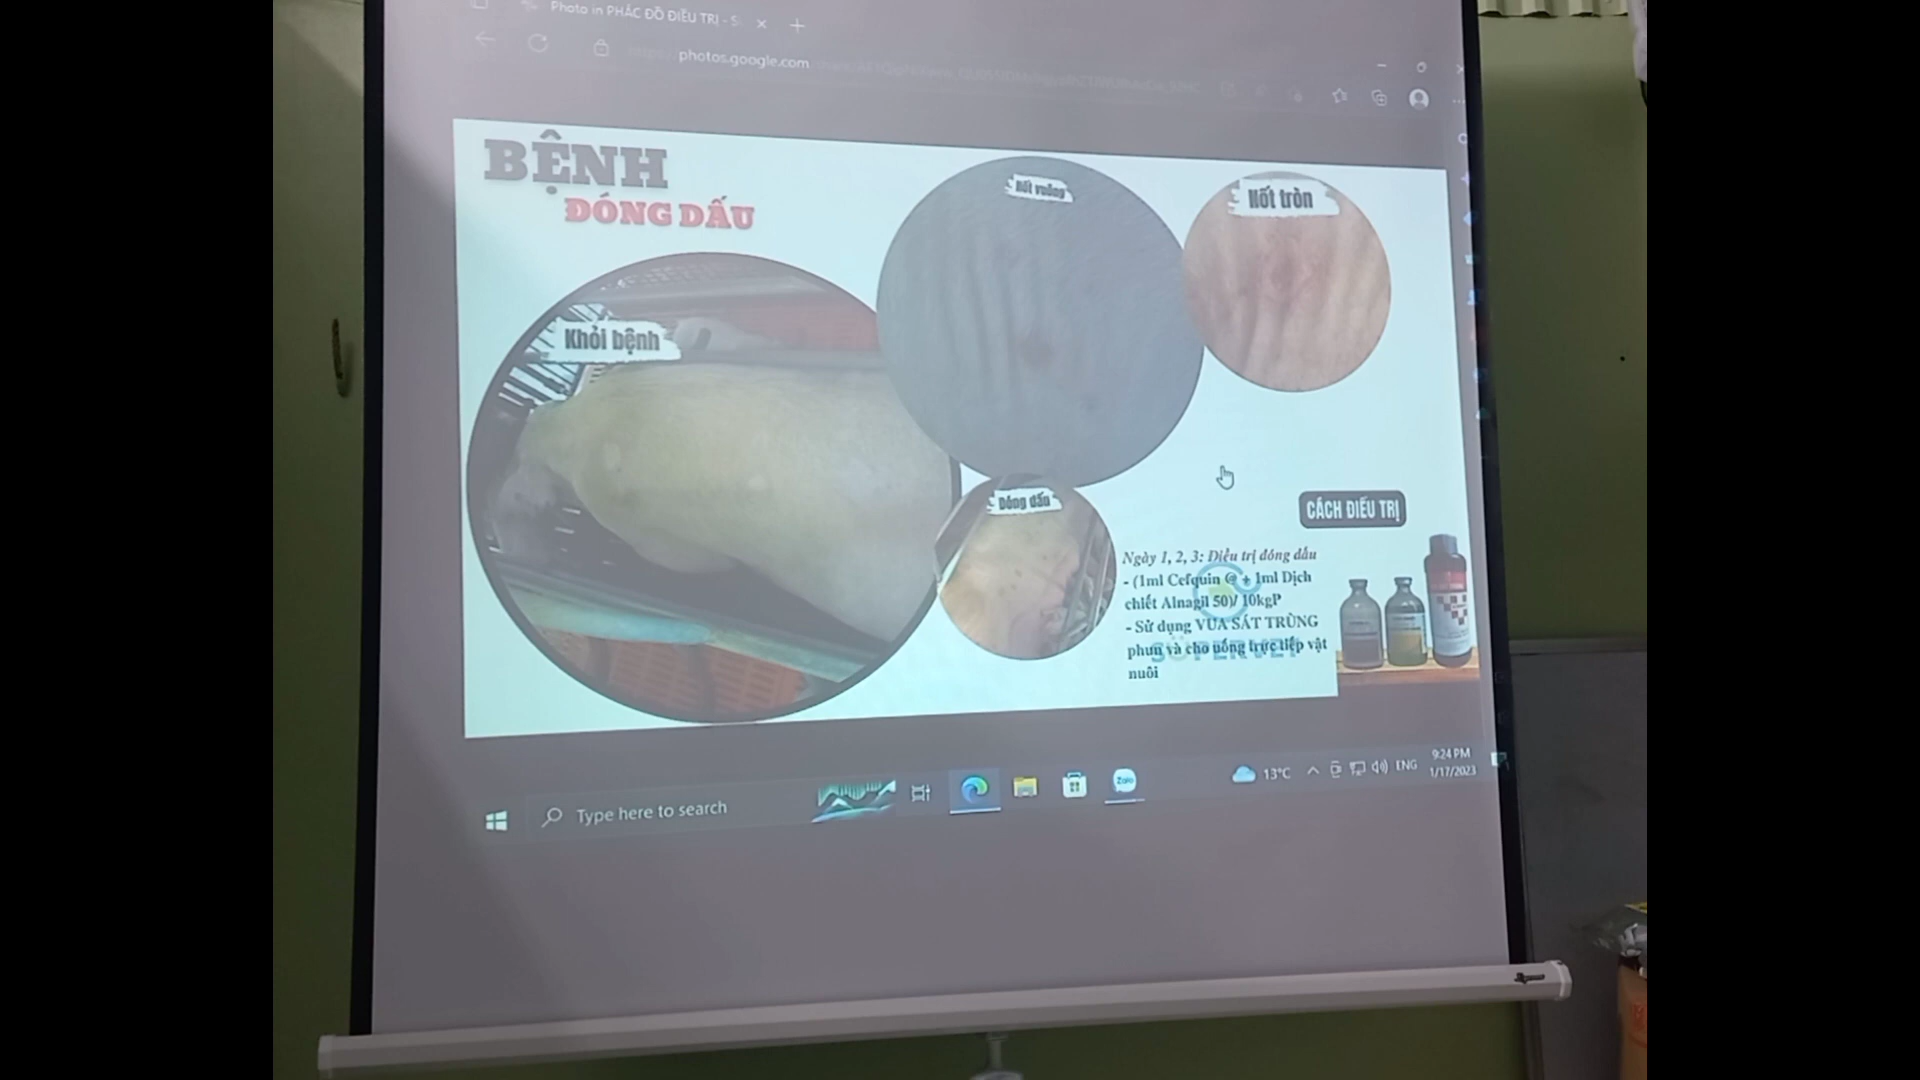 Photo in PHÁC ĐỒ ĐIỀU TRỊ - S
photos.google.com
BỆNH
ĐÓNG DẤU
Nốt vuông
Nốt tròn
Khỏi bệnh
Đóng dấu
CÁCH ĐIỀU TRỊ
Ngày 1, 2, 3: Điều trị đóng dấu
- (1ml Cefquin @ + 1ml Dịch
chiết Alnagil 50)/ 10kgP
- Sử dụng VUA SÁT TRÙNG
phun và cho uống trực tiếp vật
nuôi
SUPERVET
Type here to search
Zalo
13°C
ENG
9:24 PM
1/17/2023